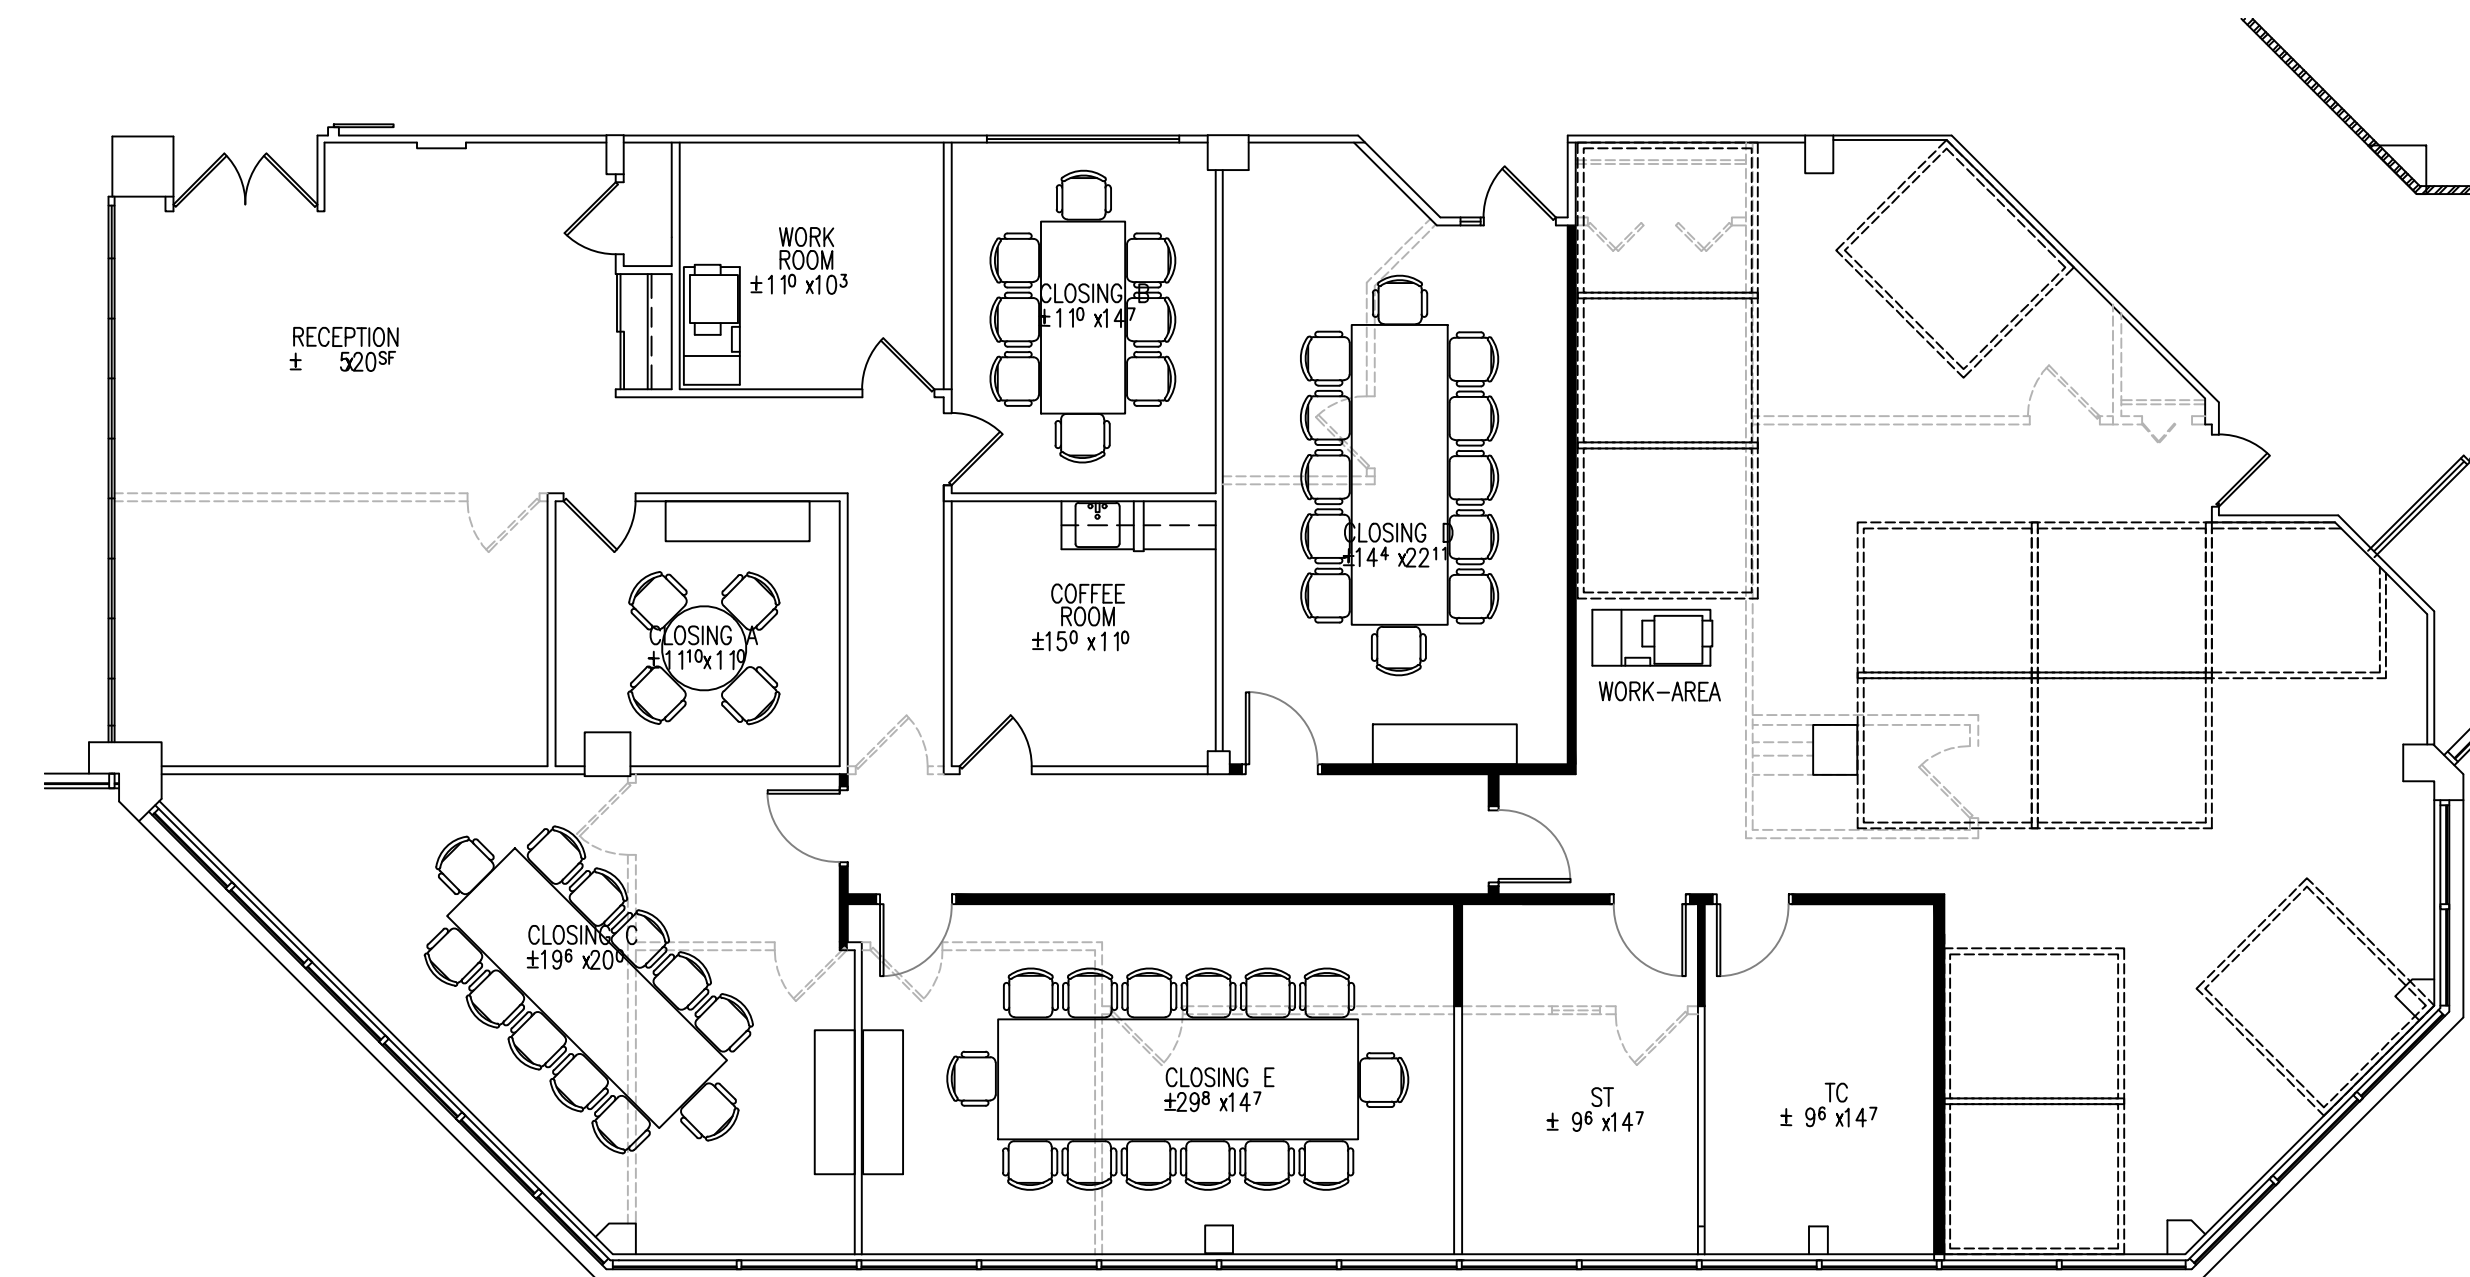 WORK
ROOM
±11⁰ x10³
CLOSING B
±11⁰ x14⁷
RECEPTION
± 520SF
CLOSING D
±14⁴ x22¹¹
COFFEE
ROOM
±15⁰ x11⁰
CLOSING A
±11¹⁰x11⁰
WORK-AREA
CLOSING C
±19⁶ x20⁰
CLOSING E
±29⁸ x14⁷
ST
± 9⁶ x14⁷
TC
± 9⁶ x14⁷